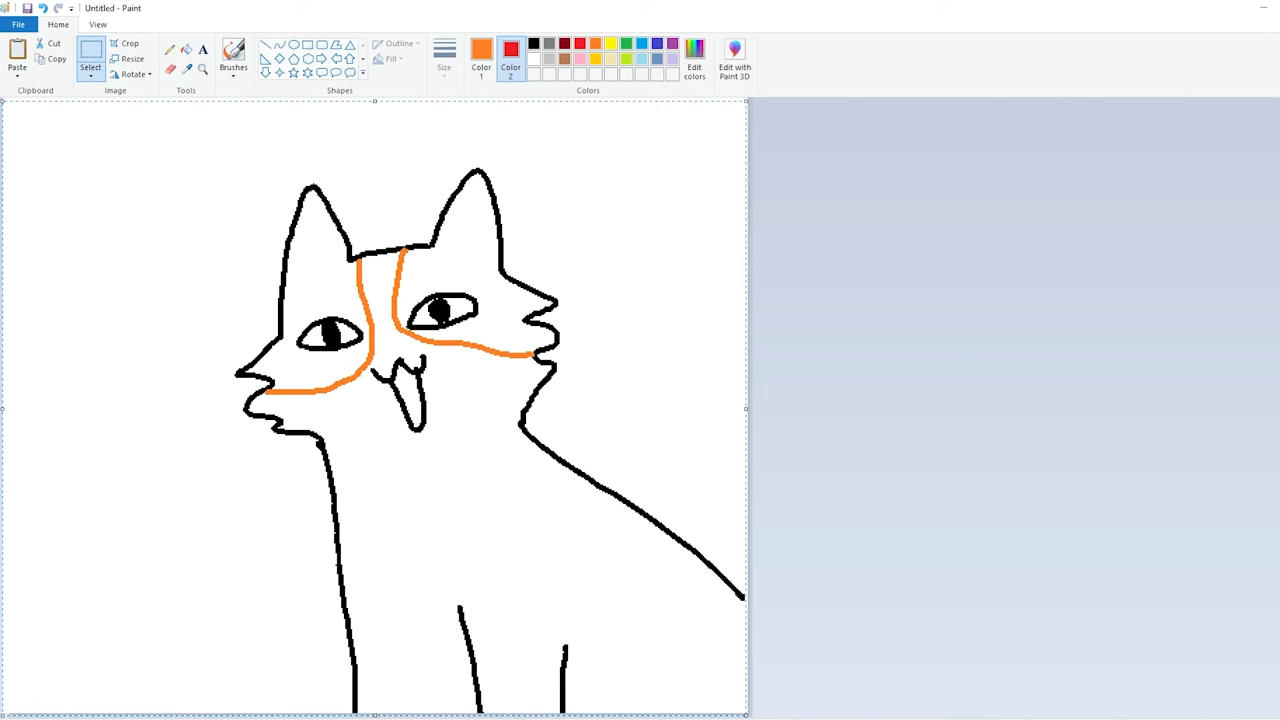 Untitled - Paint
File Home View
Paste Cut Copy Select Crop Resize Rotate A Brushes Outline Fill Size Color 1 Color 2 Edit colors Edit with Paint 3D
Clipboard Image Tools Shapes Colors